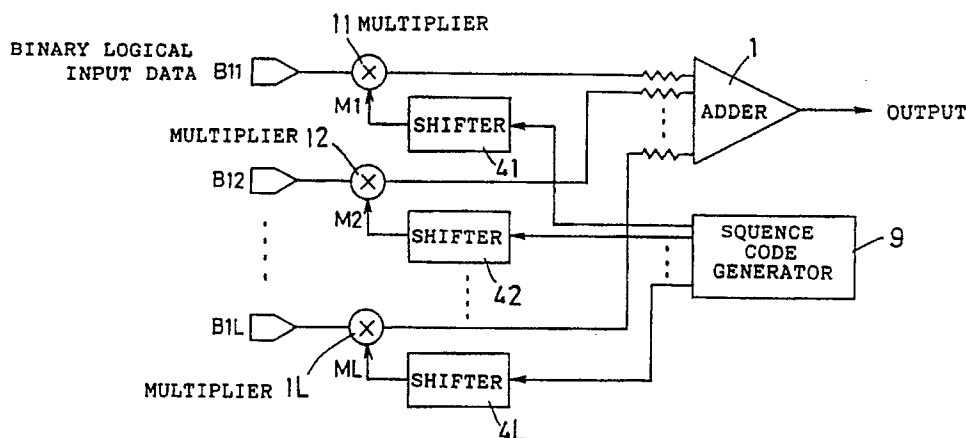 11 MULTIPLIER
BINARY LOGICAL
INPUT DATA B11
M1
SHIFTER
41
1
ADDER
OUTPUT
MULTIPLIER 12
B12
M2
SHIFTER
42
SQUENCE
CODE
GENERATOR
9
B1L
MULTIPLIER 1L
ML
SHIFTER
4L